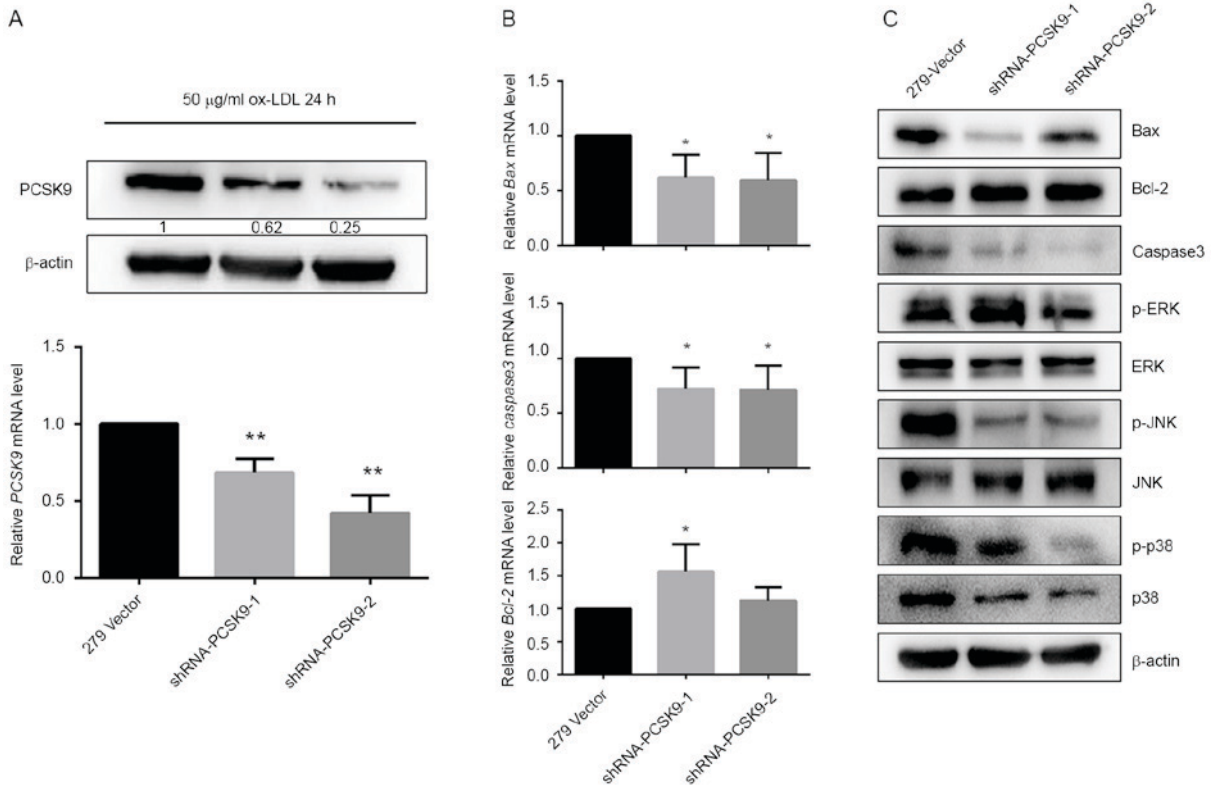 A
50 μg/ml ox-LDL 24 h
PCSK9
1 0.62 0.25
β-actin
Relative PCSK9 mRNA level
1.0
0.5
0.0
**
**
279 Vector
shRNA-PCSK9-1
shRNA-PCSK9-2
B
Relative Bax mRNA level
1.5
1.0
0.5
0.0
*
*
Relative caspase3 mRNA level
1.5
1.0
0.5
0.0
*
*
Relative Bcl-2 mRNA level
2.5
2.0
1.5
1.0
0.5
0.0
*
279 Vector
shRNA-PCSK9-1
shRNA-PCSK9-2
C
279-Vector
shRNA-PCSK9-1
shRNA-PCSK9-2
Bax
Bcl-2
Caspase3
p-ERK
ERK
p-JNK
JNK
p-p38
p38
β-actin